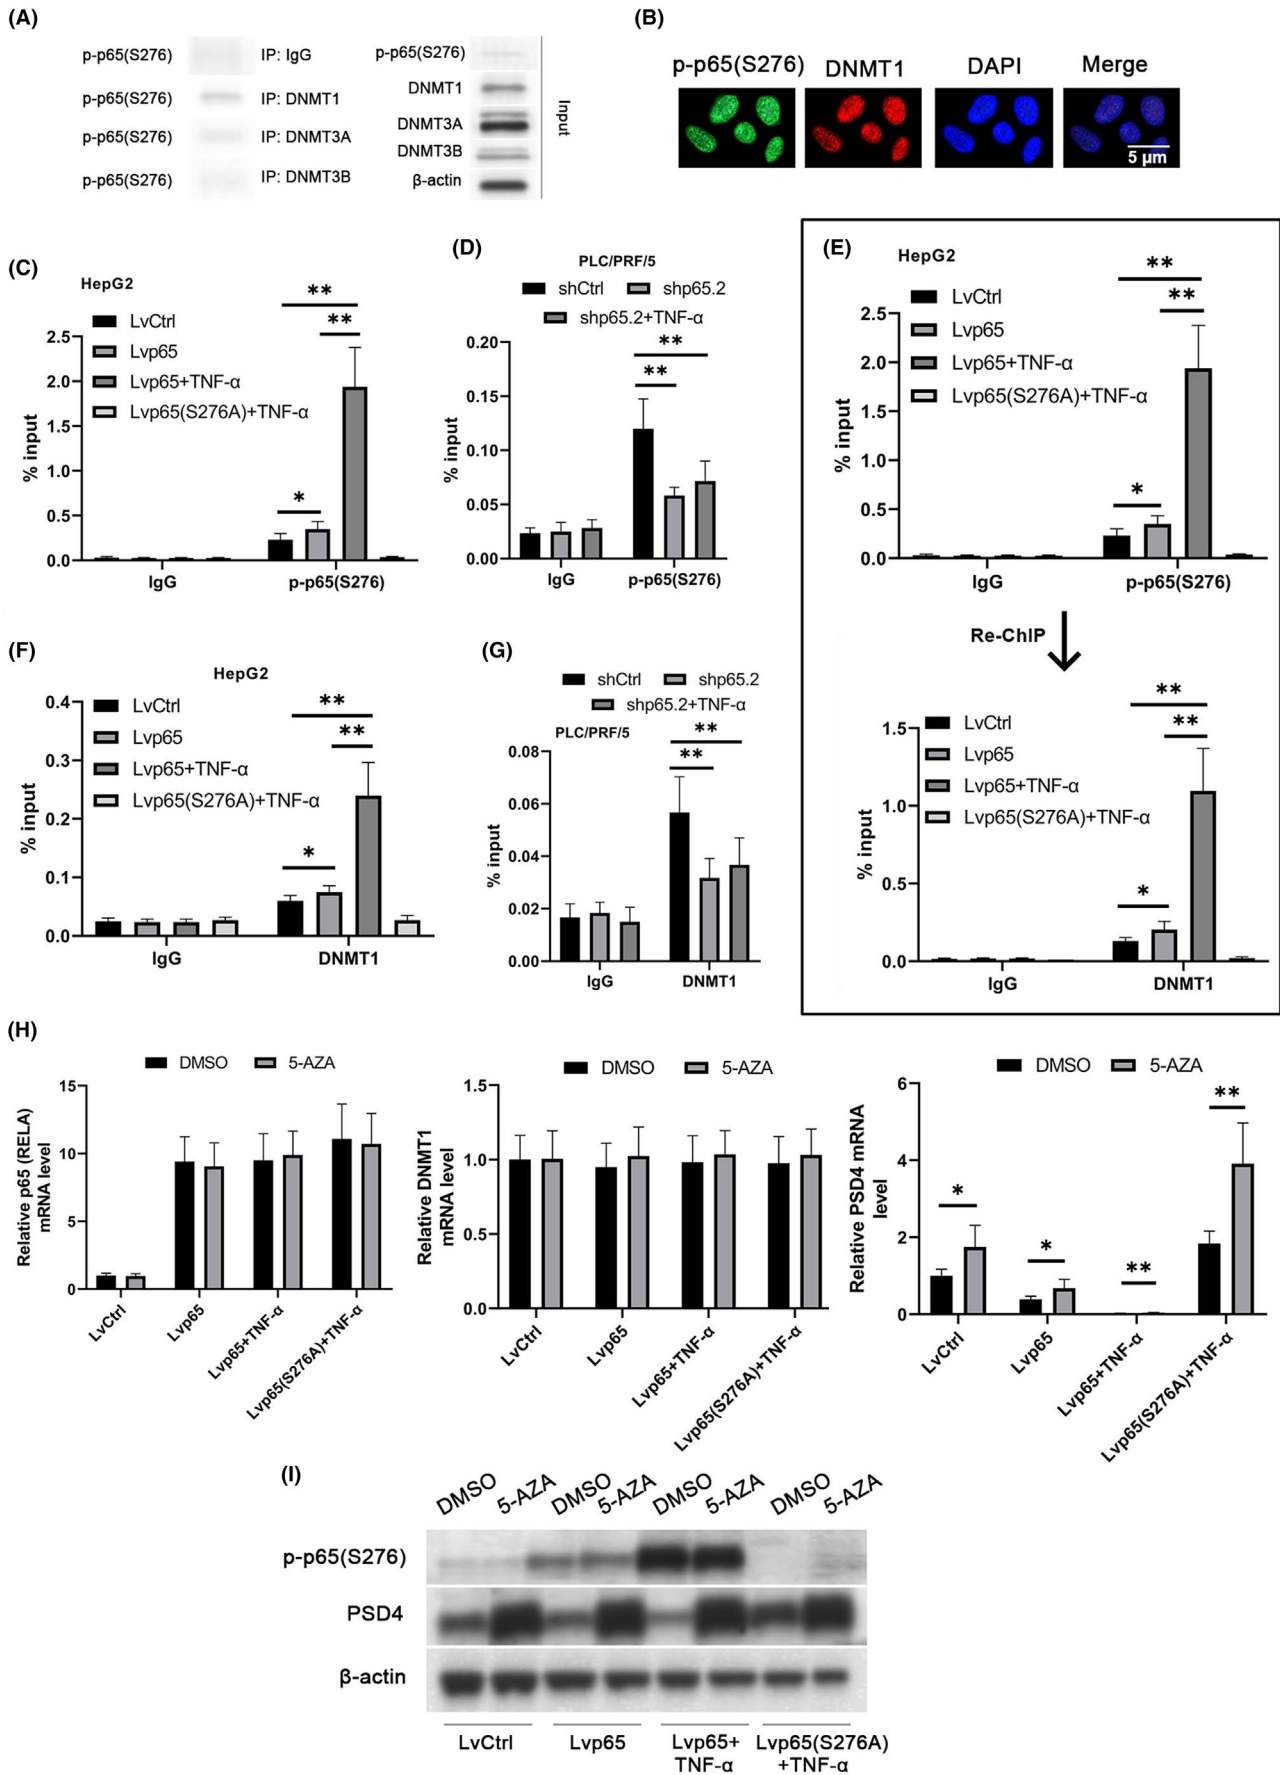 (A)
p-p65(S276) IP: IgG
p-p65(S276) IP: DNMT1
p-p65(S276) IP: DNMT3A
p-p65(S276) IP: DNMT3B
p-p65(S276)
DNMT1
DNMT3A
DNMT3B
β-actin
Input
(B)
p-p65(S276) DNMT1 DAPI Merge
5 μm
(C)
HepG2
LvCtrl
Lvp65
Lvp65+TNF-α
Lvp65(S276A)+TNF-α
** 
**
*
% input
2.5
2.0
1.5
1.0
0.5
0.0
IgG p-p65(S276)
(D)
PLC/PRF/5
shCtrl shp65.2
shp65.2+TNF-α
**
**
% input
0.20
0.15
0.10
0.05
0.00
IgG p-p65(S276)
(E)
HepG2
LvCtrl
Lvp65
Lvp65+TNF-α
Lvp65(S276A)+TNF-α
**
**
*
% input
2.5
2.0
1.5
1.0
0.5
0.0
IgG p-p65(S276)
Re-ChIP
LvCtrl
Lvp65
Lvp65+TNF-α
Lvp65(S276A)+TNF-α
**
**
*
% input
1.5
1.0
0.5
0.0
IgG DNMT1
(F)
HepG2
LvCtrl
Lvp65
Lvp65+TNF-α
Lvp65(S276A)+TNF-α
**
**
*
% input
0.4
0.3
0.2
0.1
0.0
IgG DNMT1
(G)
shCtrl shp65.2
shp65.2+TNF-α
PLC/PRF/5
**
**
% input
0.08
0.06
0.04
0.02
0.00
IgG DNMT1
(H)
DMSO 5-AZA
Relative p65 (RELA)
mRNA level
15
10
5
0
LvCtrl
Lvp65
Lvp65+TNF-α
Lvp65(S276A)+TNF-α
DMSO 5-AZA
Relative DNMT1
mRNA level
1.5
1.0
0.5
0.0
LvCtrl
Lvp65
Lvp65+TNF-α
Lvp65(S276A)+TNF-α
DMSO 5-AZA
Relative PSD4 mRNA
level
6
4
2
0
*
*
**
**
LvCtrl
Lvp65
Lvp65+TNF-α
Lvp65(S276A)+TNF-α
(I)
DMSO 5-AZA DMSO 5-AZA DMSO 5-AZA DMSO 5-AZA
p-p65(S276)
PSD4
β-actin
LvCtrl Lvp65 Lvp65+ Lvp65(S276A)
TNF-α +TNF-α